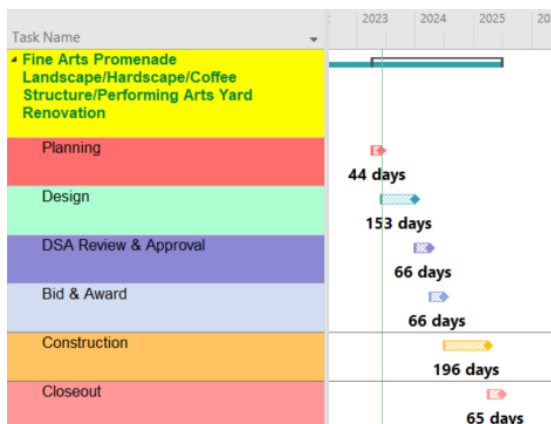 2023 2024 2025 20
Task Name
Fine Arts Promenade
Landscape/Hardscape/Coffee
Structure/Performing Arts Yard
Renovation
Planning
44 days
Design
153 days
DSA Review & Approval
66 days
Bid & Award
66 days
Construction
196 days
Closeout
65 days